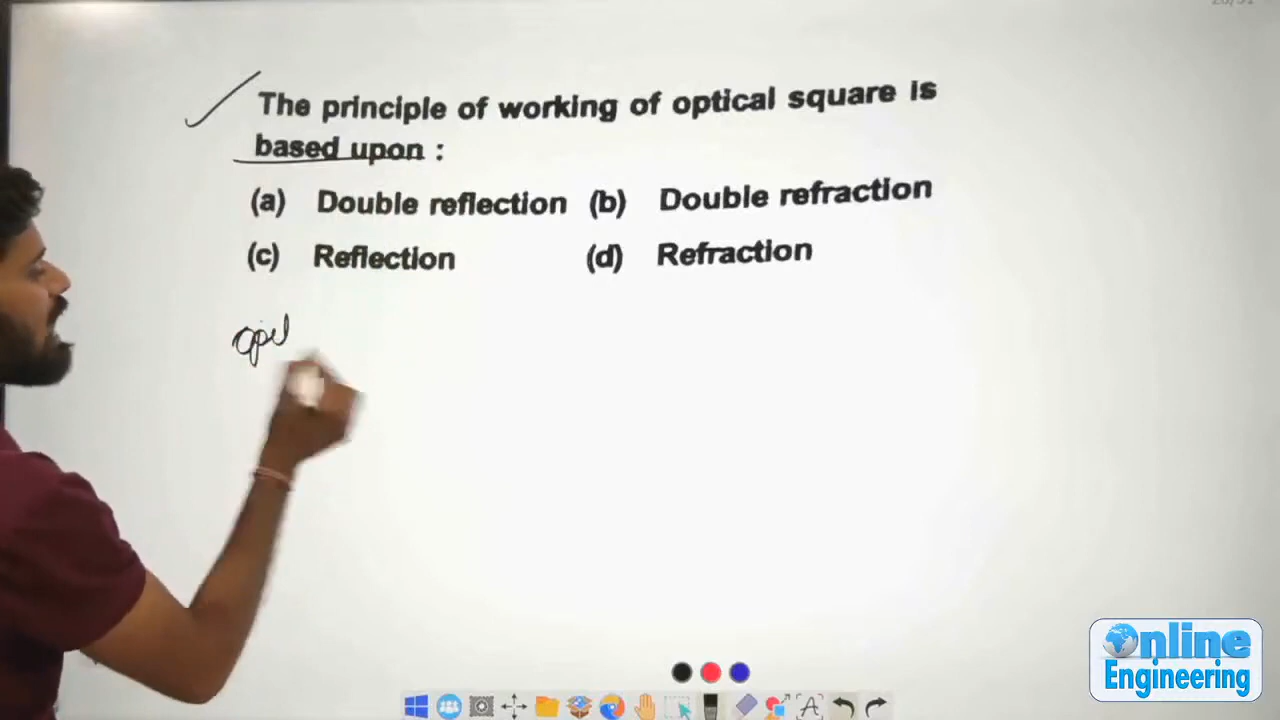 The principle of working of optical square is
based upon :
(a) Double reflection (b) Double refraction
(c) Reflection (d) Refraction
Online
Engineering